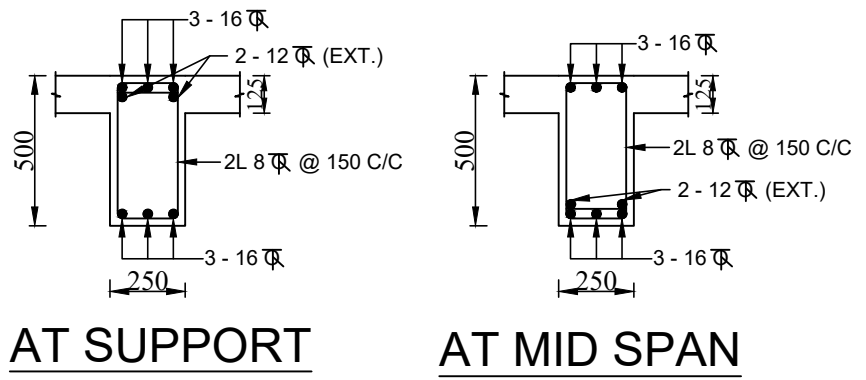 3 - 16 Ꝛ
2 - 12 Ꝛ (EXT.)
125
500
2L 8 Ꝛ @ 150 C/C
3 - 16 Ꝛ
250
AT SUPPORT
3 - 16 Ꝛ
125
500
2L 8 Ꝛ @ 150 C/C
2 - 12 Ꝛ (EXT.)
3 - 16 Ꝛ
250
AT MID SPAN